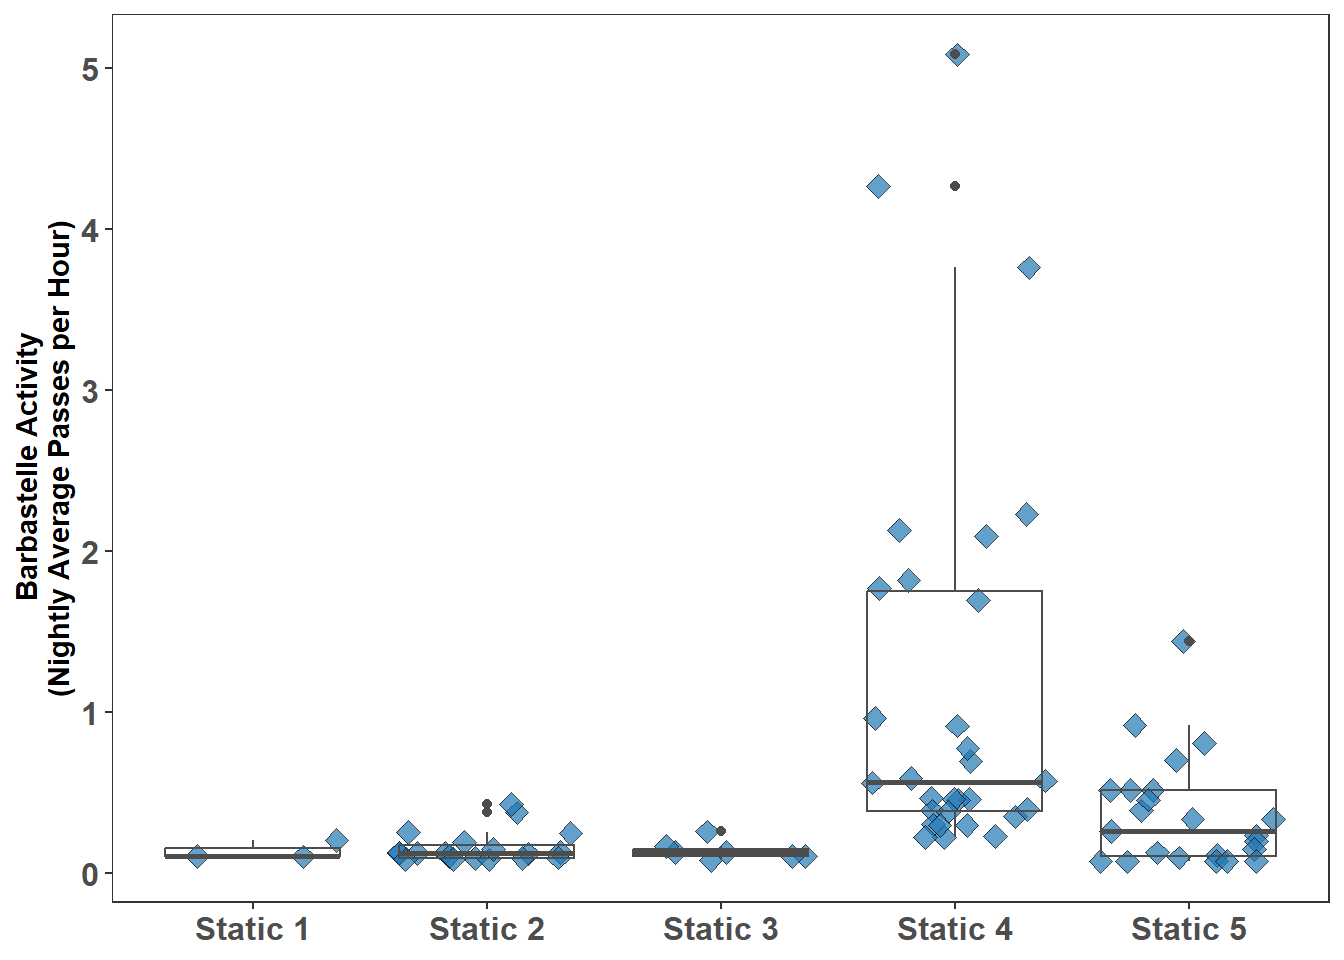 Barbastelle Activity
(Nightly Average Passes per Hour)
5
4
3
2
1
0
Static 1
Static 2
Static 3
Static 4
Static 5